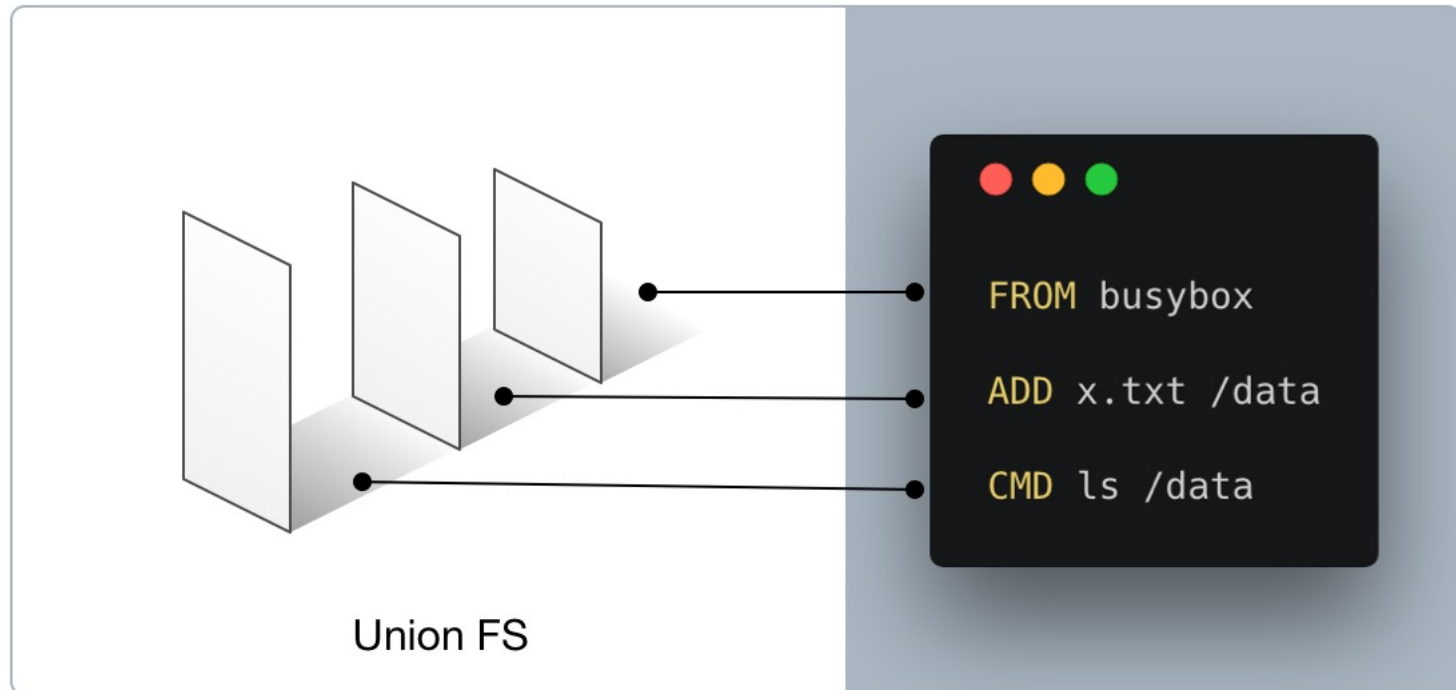 FROM busybox
ADD x.txt /data
CMD ls /data
Union FS